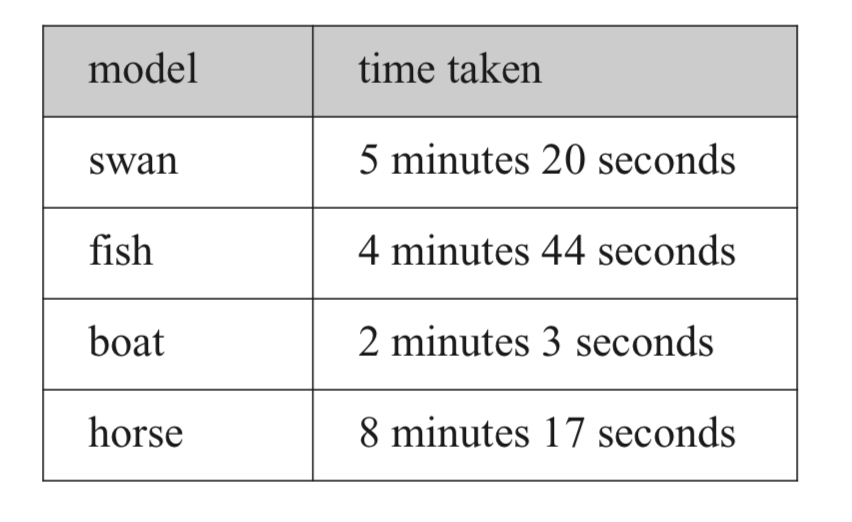 model time taken
swan 5 minutes 20 seconds
fish 4 minutes 44 seconds
boat 2 minutes 3 seconds
horse 8 minutes 17 seconds